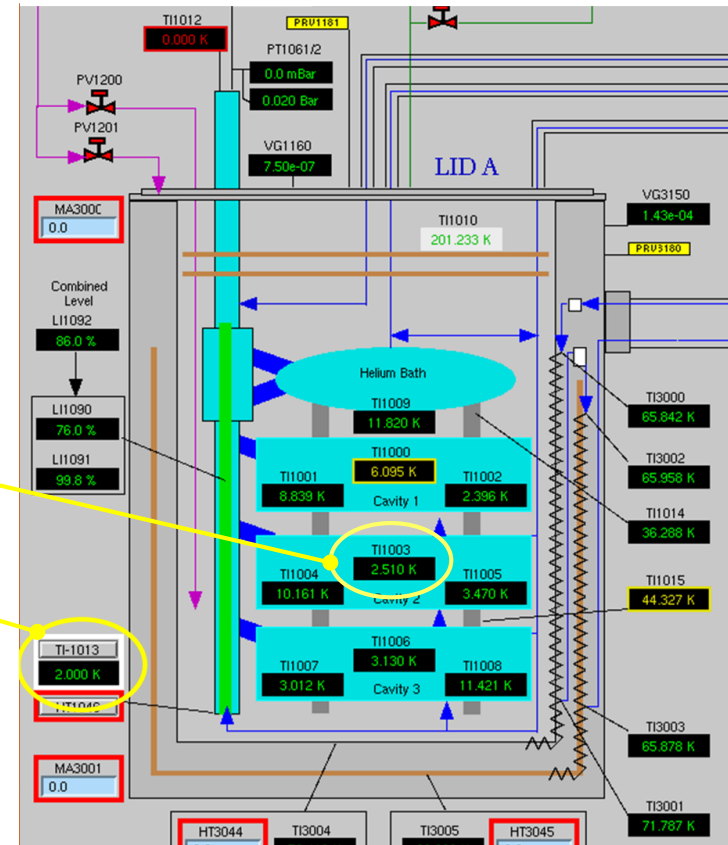 TI1012
0.000 K
PRV1181
PT1061/2
0.0 mBar
0.020 Bar
PV1200
PV1201
VG1160
7.50e-07
LID A
MA3000
0.0
VG3150
1.43e-04
TI1010
201.233 K
PRV3180
Combined
Level
LI1092
86.0 %
Helium Bath
LI1090
76.0 %
LI1091
99.8 %
TI1009
11.820 K
TI3000
65.842 K
TI1000
6.095 K
TI1001
8.839 K
TI1002
2.396 K
Cavity 1
TI3002
65.958 K
TI1014
36.288 K
TI1003
2.510 K
TI1004
10.161 K
TI1005
3.470 K
Cavity 2
TI1015
44.327 K
TI-1013
2.000 K
HT1046
TI1006
3.130 K
TI1007
3.012 K
TI1008
11.421 K
Cavity 3
TI3003
65.878 K
MA3001
0.0
TI3001
71.787 K
HT3044
TI3004
TI3005
HT3045